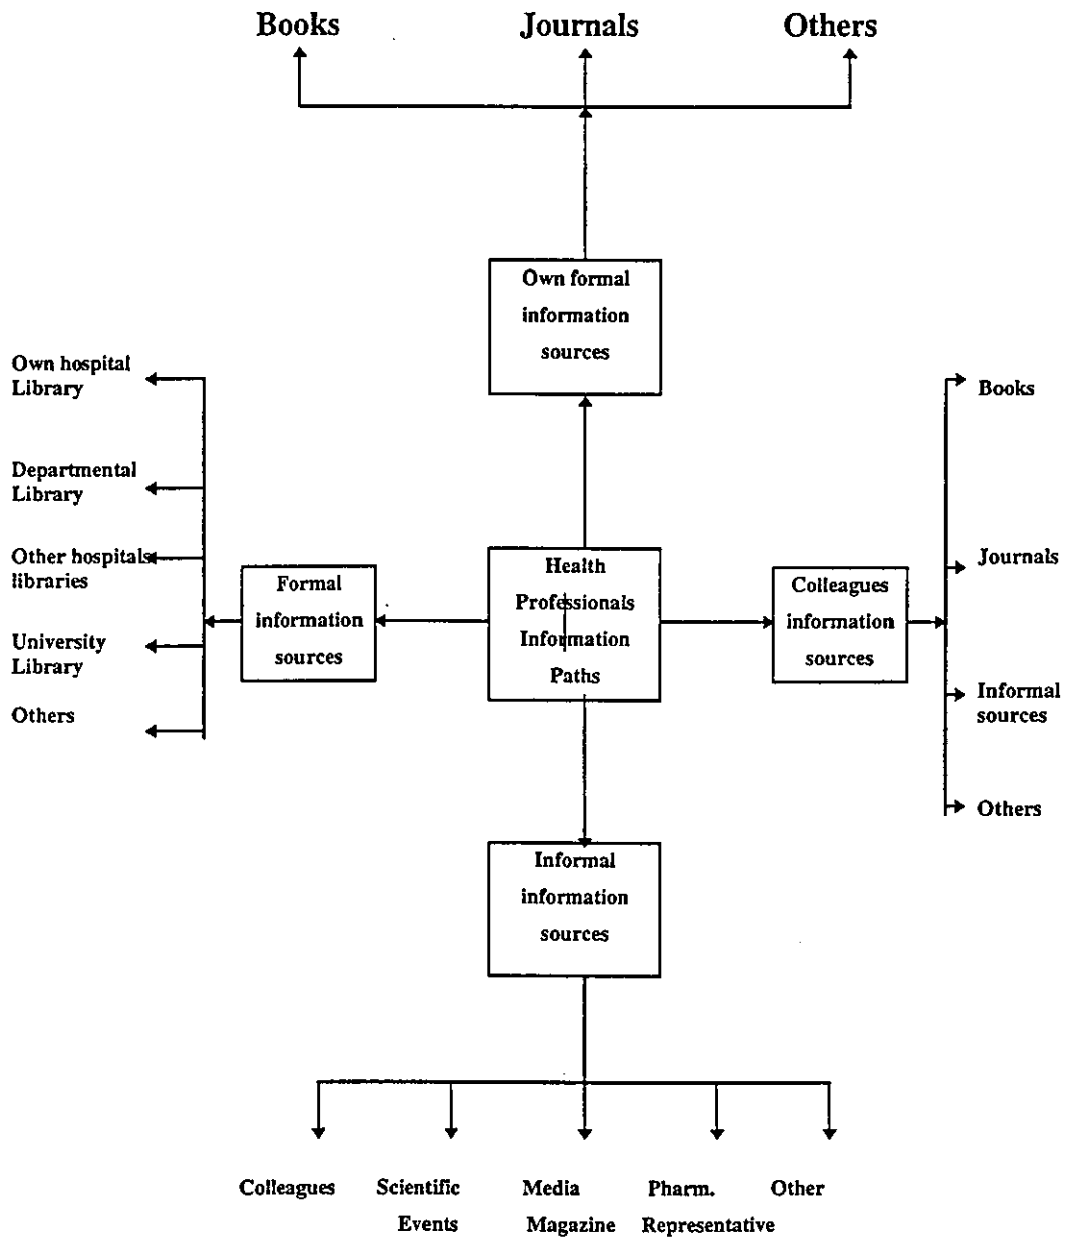 Books
Journals
Others
Own formal
information
sources
Own hospital
Library
Departmental
Library
Other hospitals
libraries
University
Library
Others
Formal
information
sources
Health
Professionals
Information
Paths
Colleagues
information
sources
Books
Journals
Informal
sources
Others
Informal
information
sources
Colleagues
Scientific
Events
Media
Magazine
Pharm.
Representative
Other